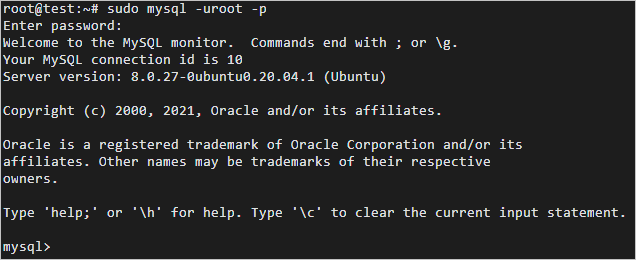 root@test:~# sudo mysql -uroot -p
Enter password:
Welcome to the MySQL monitor.  Commands end with ; or \g.
Your MySQL connection id is 10
Server version: 8.0.27-0ubuntu0.20.04.1 (Ubuntu)
Copyright (c) 2000, 2021, Oracle and/or its affiliates.
Oracle is a registered trademark of Oracle Corporation and/or its
affiliates. Other names may be trademarks of their respective
owners.
Type 'help;' or '\h' for help. Type '\c' to clear the current input statement.
mysql>